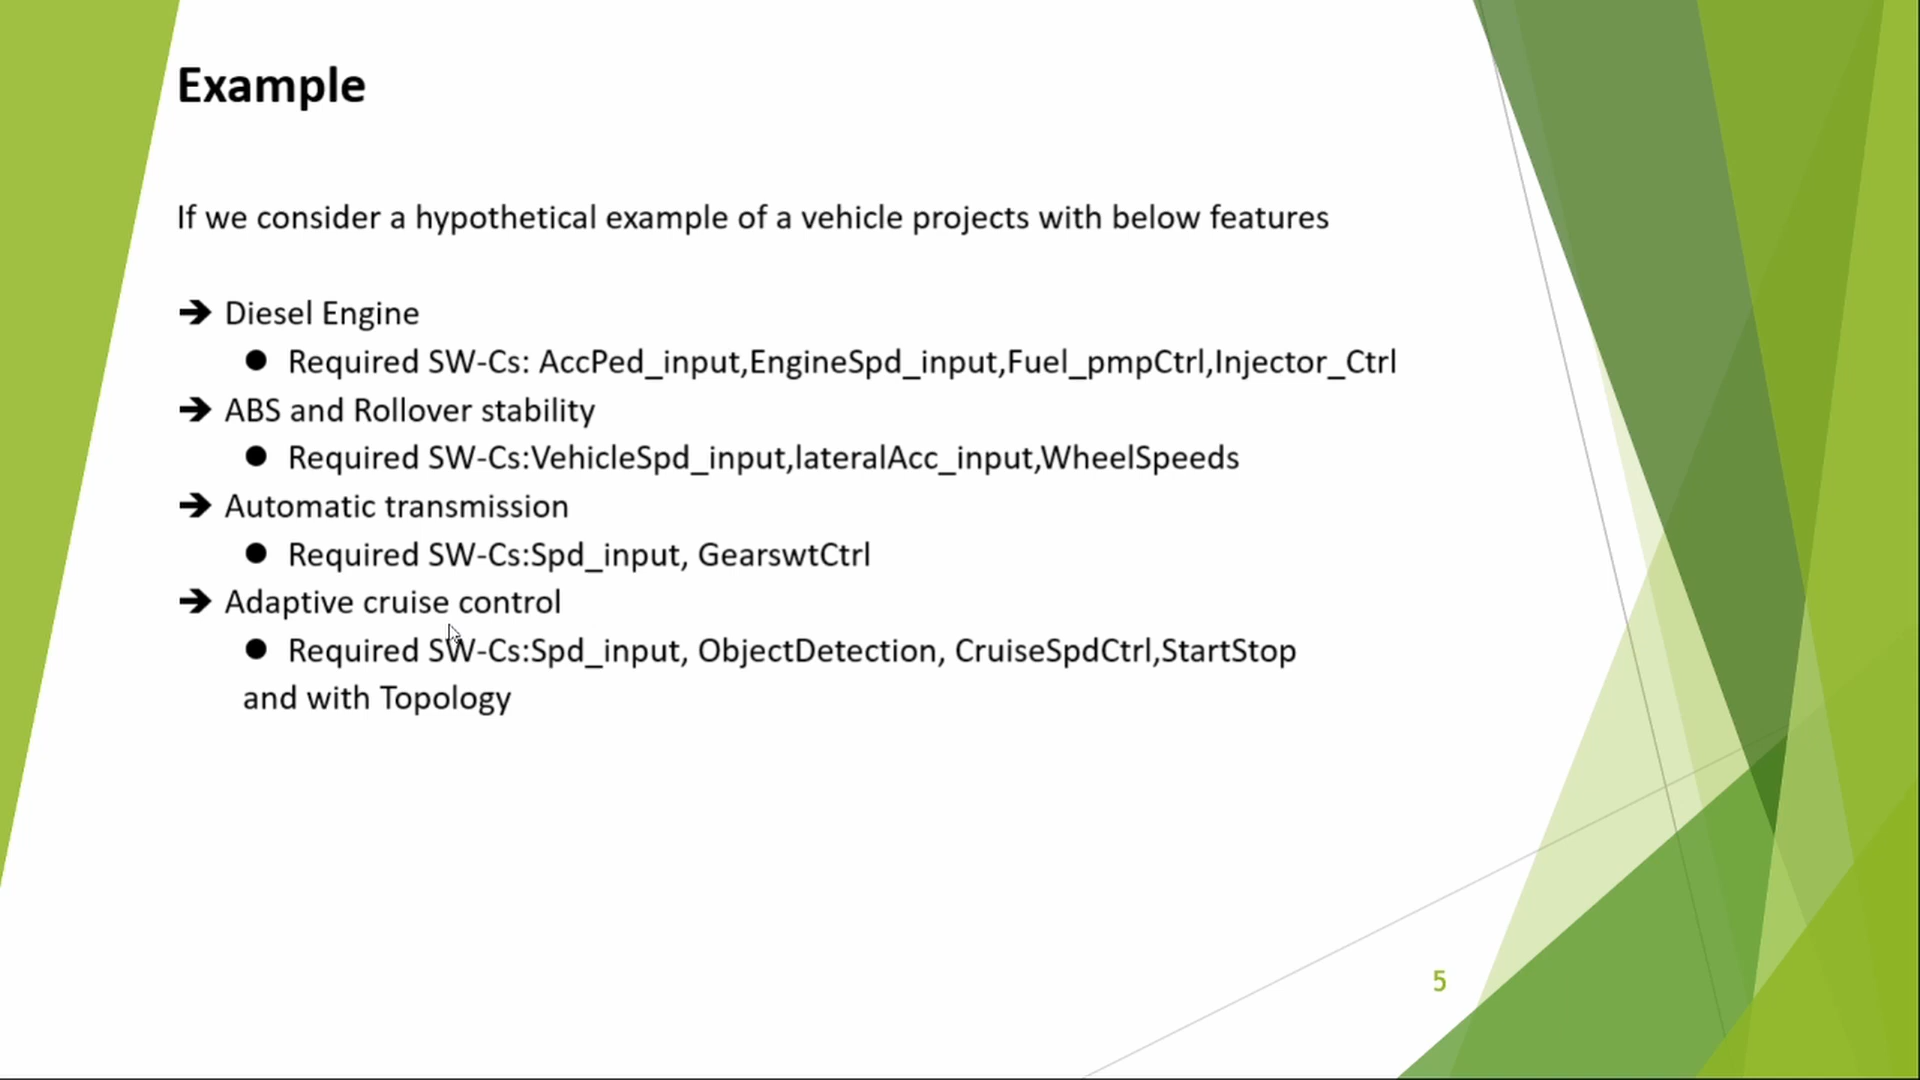 Example
If we consider a hypothetical example of a vehicle projects with below features
➔ Diesel Engine
● Required SW-Cs: AccPed_input,EngineSpd_input,Fuel_pmpCtrl,Injector_Ctrl
➔ ABS and Rollover stability
● Required SW-Cs:VehicleSpd_input,lateralAcc_input,WheelSpeeds
➔ Automatic transmission
● Required SW-Cs:Spd_input, GearswtCtrl
➔ Adaptive cruise control
● Required SW-Cs:Spd_input, ObjectDetection, CruiseSpdCtrl,StartStop
and with Topology
5